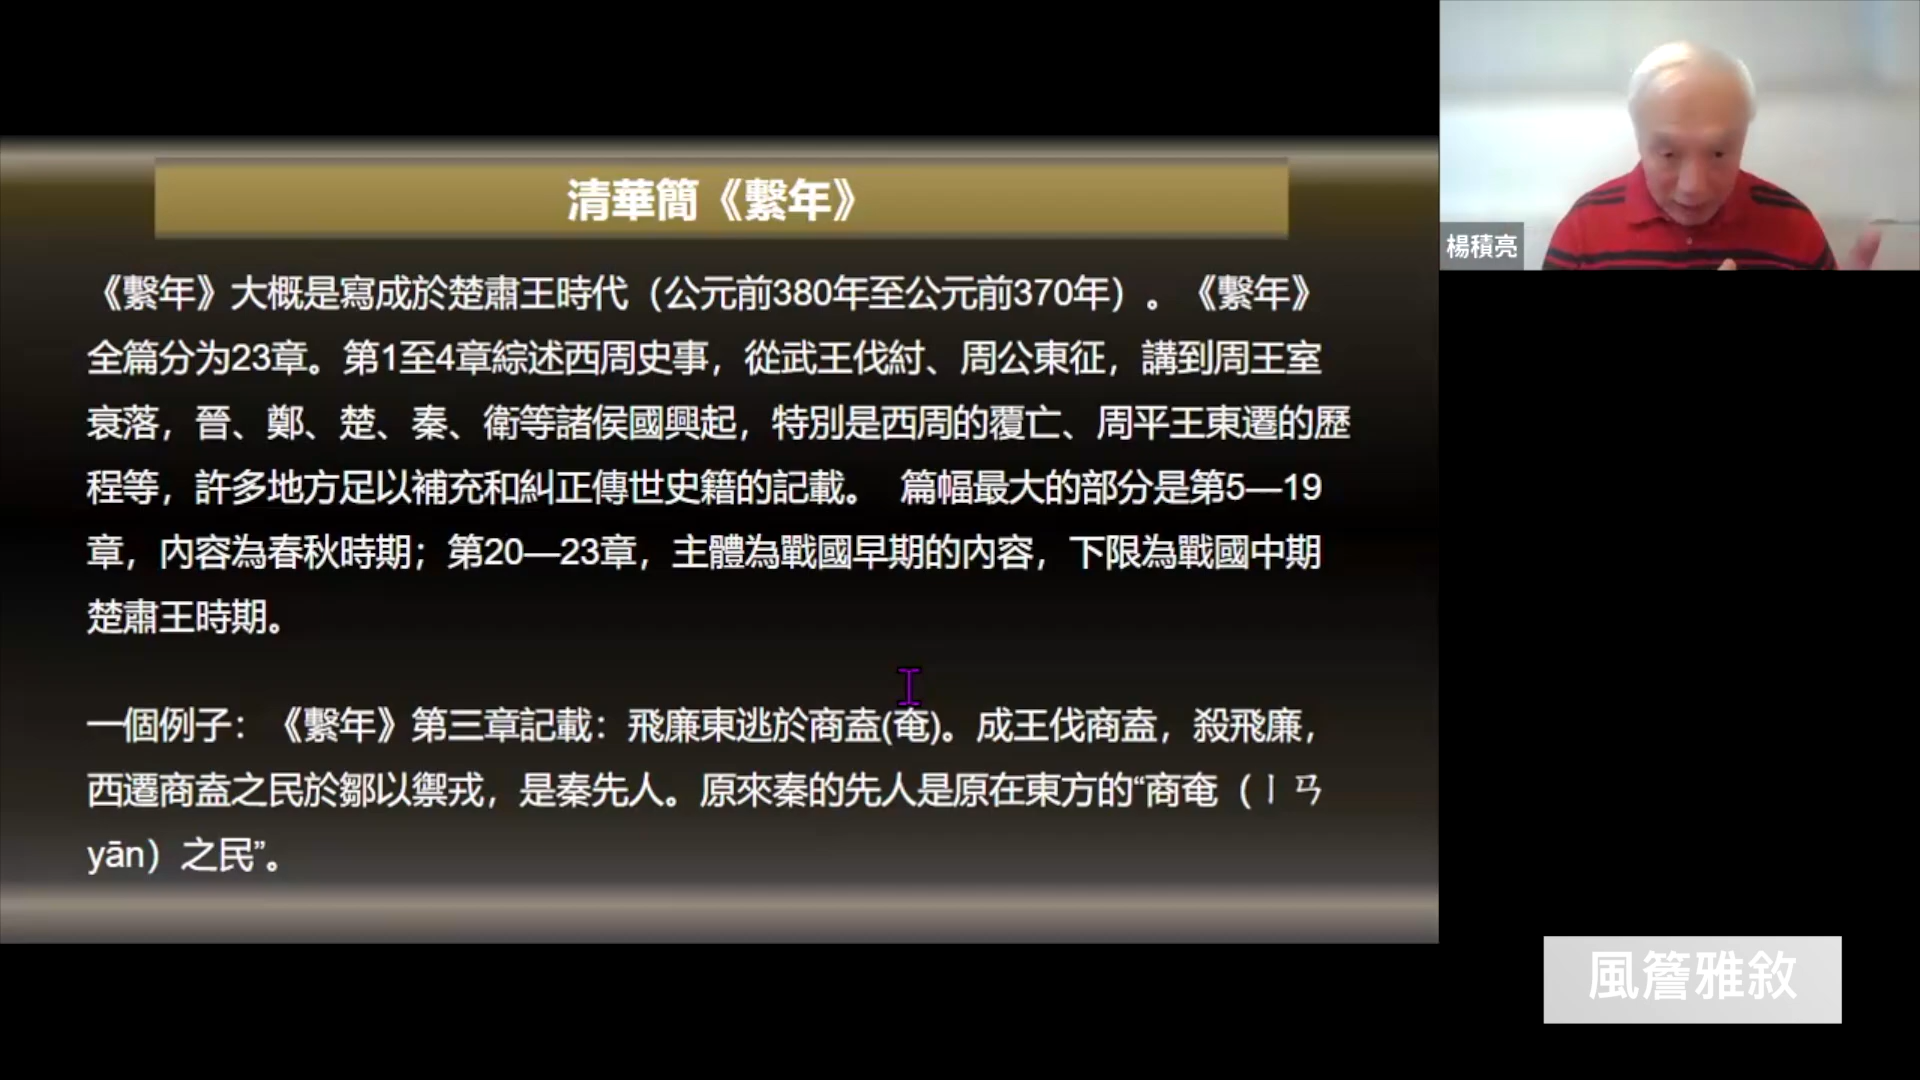 清華簡《繫年》
《繫年》大概是寫成於楚肅王時代（公元前380年至公元前370年）。《繫年》
全篇分为23章。第1至4章綜述西周史事，從武王伐紂、周公東征，講到周王室
衰落，晉、鄭、楚、秦、衛等諸侯國興起，特別是西周的覆亡、周平王東遷的歷
程等，許多地方足以補充和糾正傳世史籍的記載。 篇幅最大的部分是第5—19
章，內容為春秋時期；第20—23章，主體為戰國早期的內容，下限為戰國中期
楚肅王時期。
一個例子：《繫年》第三章記載：飛廉東逃於商盍(奄)。成王伐商盍，殺飛廉，
西遷商盍之民於鄒以禦戎，是秦先人。原來秦的先人是原在東方的“商奄（ㄧㄢ
yān）之民”。
楊積亮
風簷雅敘